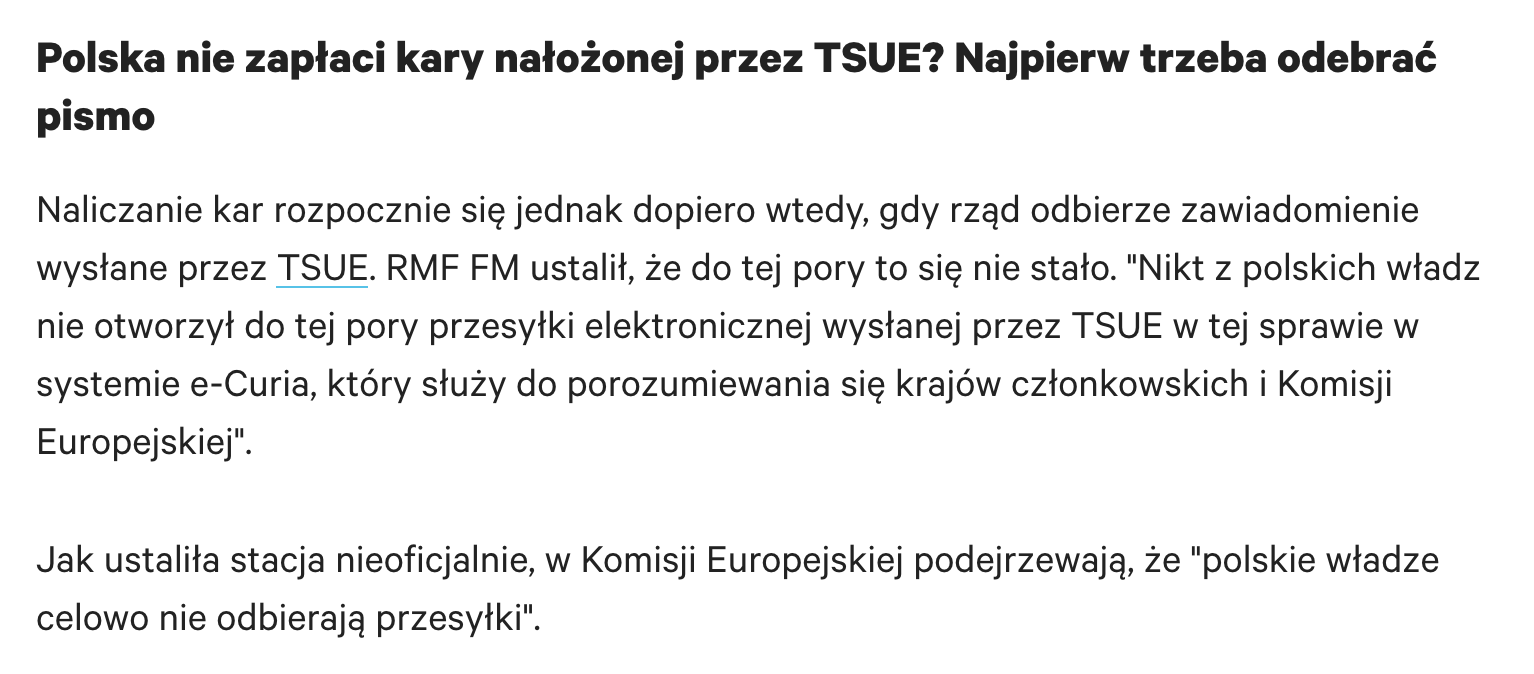 Polska nie zapłaci kary nałożonej przez TSUE? Najpierw trzeba odebrać
pismo
Naliczanie kar rozpocznie się jednak dopiero wtedy, gdy rząd odbierze zawiadomienie
wysłane przez TSUE. RMF FM ustalił, że do tej pory to się nie stało. "Nikt z polskich władz
nie otworzył do tej pory przesyłki elektronicznej wysłanej przez TSUE w tej sprawie w
systemie e-Curia, który służy do porozumiewania się krajów członkowskich i Komisji
Europejskiej".
Jak ustaliła stacja nieoficjalnie, w Komisji Europejskiej podejrzewają, że "polskie władze
celowo nie odbierają przesyłki".